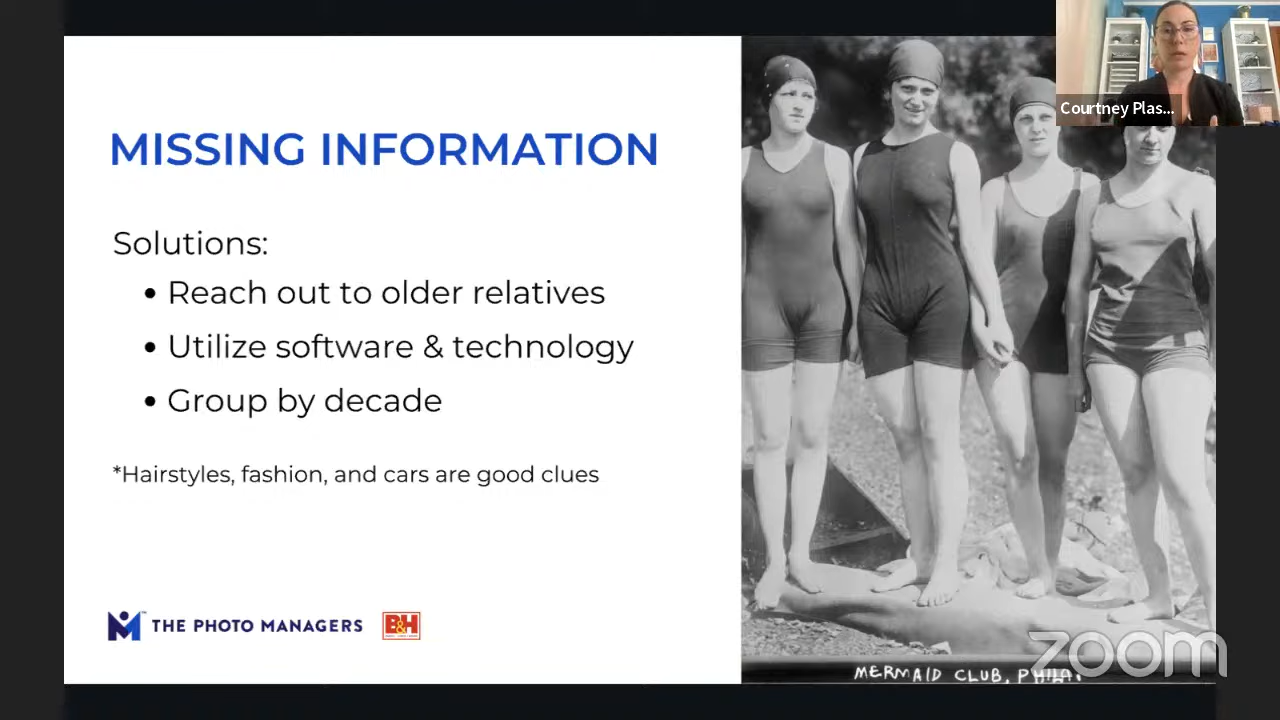 Courtney Plas...
MISSING INFORMATION
Solutions:
• Reach out to older relatives
• Utilize software & technology
• Group by decade
*Hairstyles, fashion, and cars are good clues
THE PHOTO MANAGERS
B&H
zoom
MERMAID CLUB, PHILA.